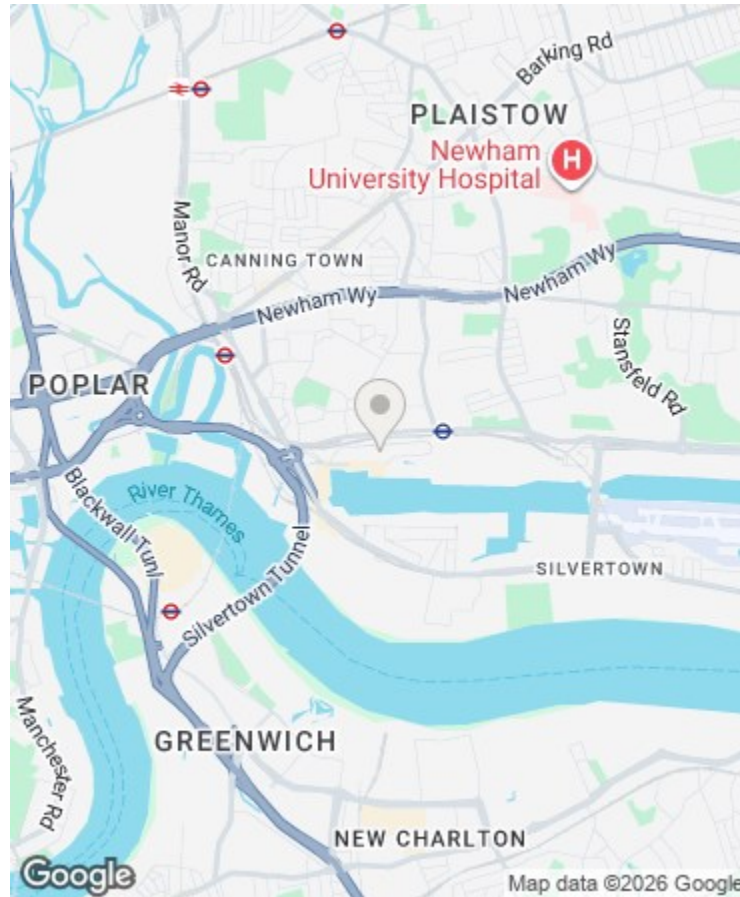 Barking Rd
PLAISTOW
Newham
University Hospital
H
Manor Rd
CANNING TOWN
Newham Wy
Newham Wy
Stansfeld Rd
POPLAR
River Thames
Blackwall Tunl
Silvertown Tunnel
SILVERTOWN
Manchester Rd
GREENWICH
NEW CHARLTON
Google
Map data ©2026 Google